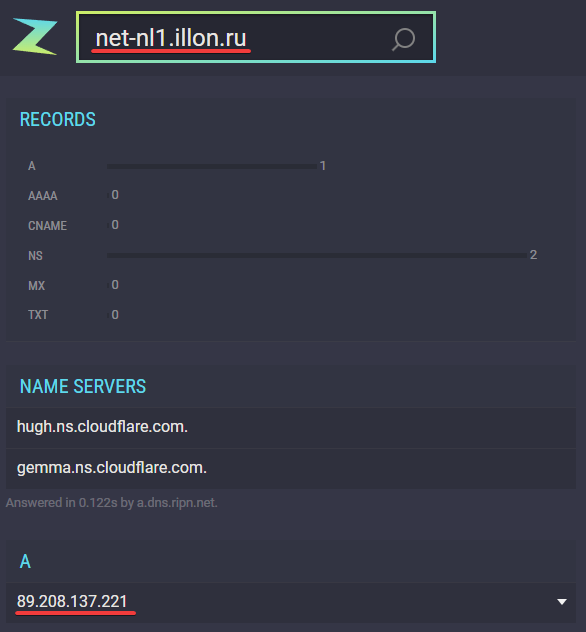 net-nl1.illon.ru
RECORDS
A 1
AAAA 0
CNAME 0
NS 2
MX 0
TXT 0
NAME SERVERS
hugh.ns.cloudflare.com.
gemma.ns.cloudflare.com.
Answered in 0.122s by a.dns.ripn.net.
A
89.208.137.221